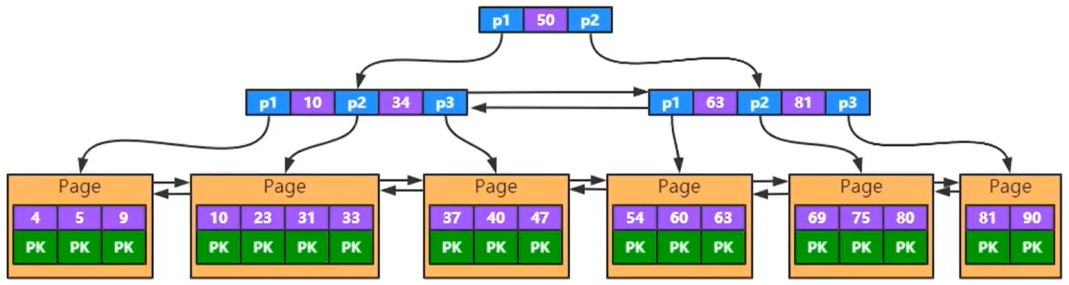 p1 50 p2
p1 10 p2 34 p3 p1 63 p2 81 p3
Page Page Page Page Page Page
4 5 9 10 23 31 33 37 40 47 54 60 63 69 75 80 81 90
PK PK PK PK PK PK PK PK PK PK PK PK PK PK PK PK PK PK